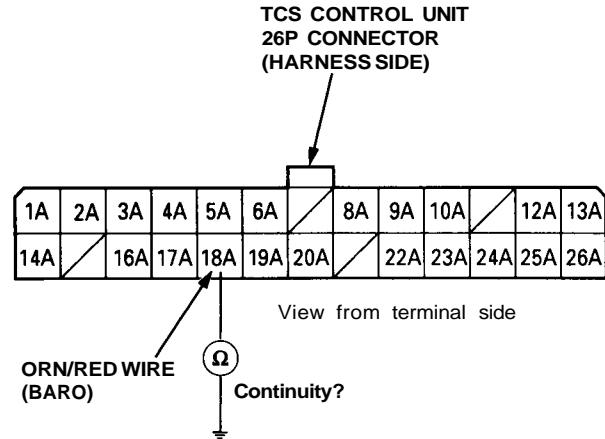 TCS CONTROL UNIT
26P CONNECTOR
(HARNESS SIDE)
1A 2A 3A 4A 5A 6A 8A 9A 10A 12A 13A
14A 16A 17A 18A 19A 20A 22A 23A 24A 25A 26A
View from terminal side
ORN/RED WIRE
(BARO)
Ω
Continuity?